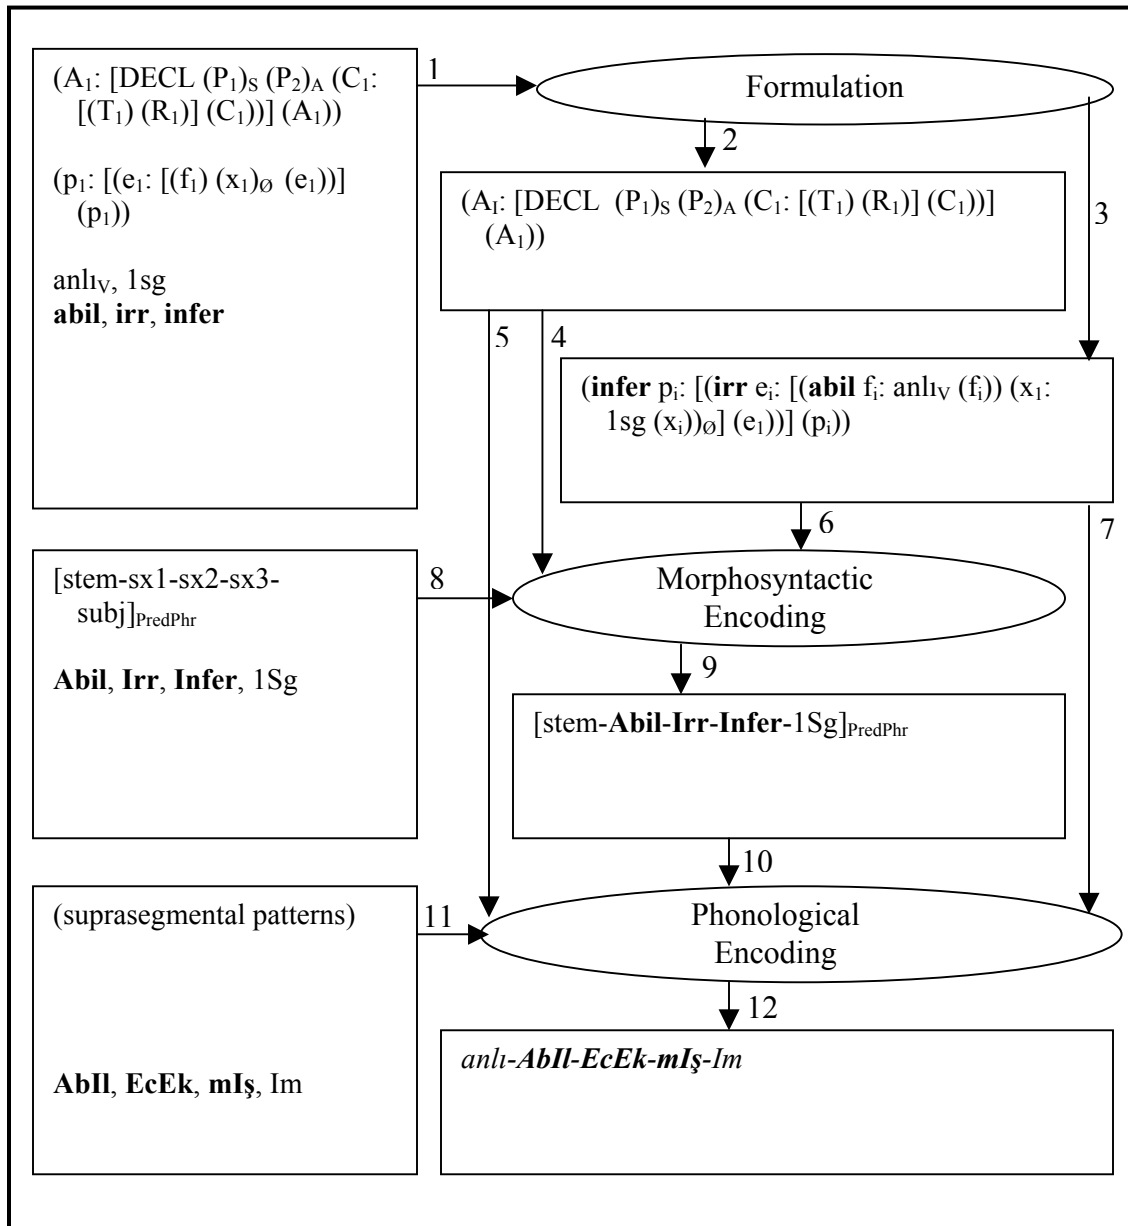 (A₁: [DECL (P₁)S (P₂)A (C₁:
[(T₁) (R₁)] (C₁))] (A₁))
(p₁: [(e₁: [(f₁) (x₁)Ø (e₁))]
(p₁))
anlıV, 1sg
abil, irr, infer
1
Formulation
2
3
(AI: [DECL (P₁)S (P₂)A (C₁: [(T₁) (R₁)] (C₁))]
(A₁))
5
4
(infer pᵢ: [(irr eᵢ: [(abil fᵢ: anlıV (fᵢ)) (x₁:
1sg (xᵢ))Ø] (e₁))] (pᵢ))
6
7
[stem-sx1-sx2-sx3-
subj]PredPhr
Abil, Irr, Infer, 1Sg
8
Morphosyntactic
Encoding
9
[stem-Abil-Irr-Infer-1Sg]PredPhr
10
(suprasegmental patterns)
AbIl, EcEk, mIş, Im
11
Phonological
Encoding
12
anlı-AbIl-EcEk-mIş-Im